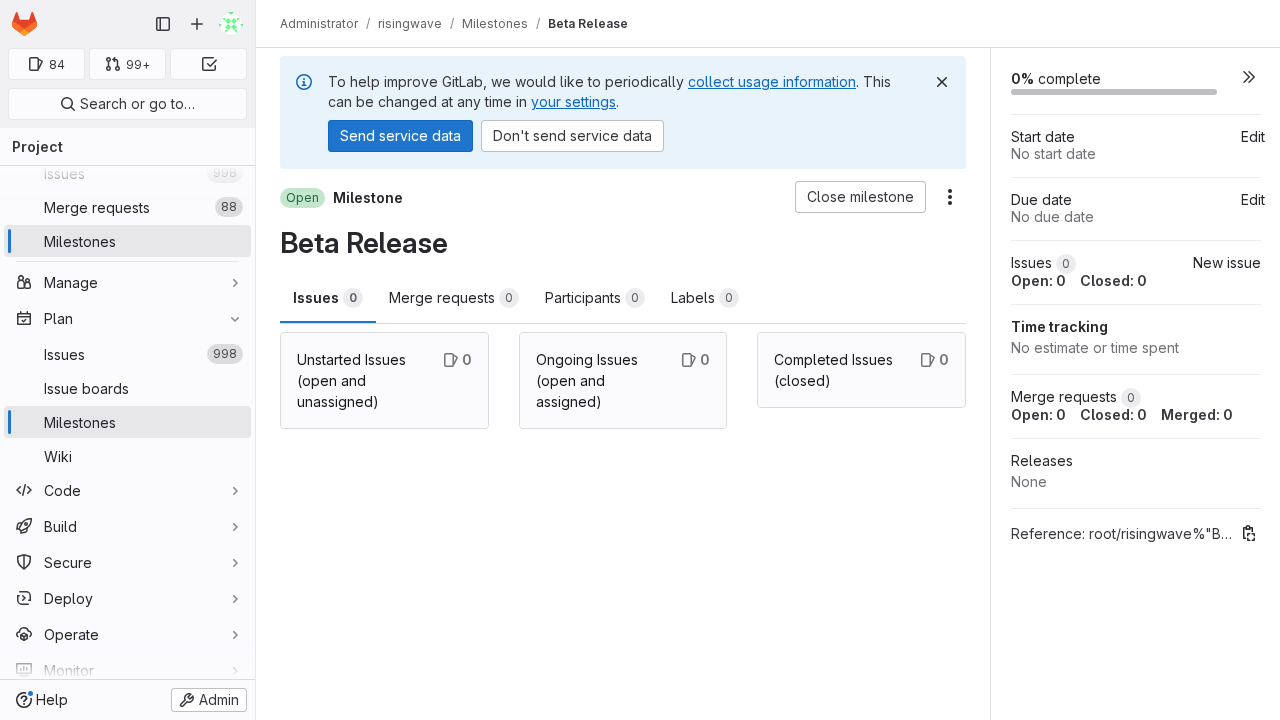 84
99+
Search or go to…
Project
Issues 998
Merge requests 88
Milestones
Manage
Plan
Issues 998
Issue boards
Milestones
Wiki
Code
Build
Secure
Deploy
Operate
Monitor
Help
Admin
Administrator / risingwave / Milestones / Beta Release
To help improve GitLab, we would like to periodically collect usage information. This
can be changed at any time in your settings.
Send service data
Don't send service data
Open Milestone
Close milestone
Beta Release
Issues 0
Merge requests 0
Participants 0
Labels 0
Unstarted Issues
(open and
unassigned)
0
Ongoing Issues
(open and
assigned)
0
Completed Issues
(closed)
0
0% complete
Start date Edit
No start date
Due date Edit
No due date
Issues 0 New issue
Open: 0 Closed: 0
Time tracking
No estimate or time spent
Merge requests 0
Open: 0 Closed: 0 Merged: 0
Releases
None
Reference: root/risingwave%"B…